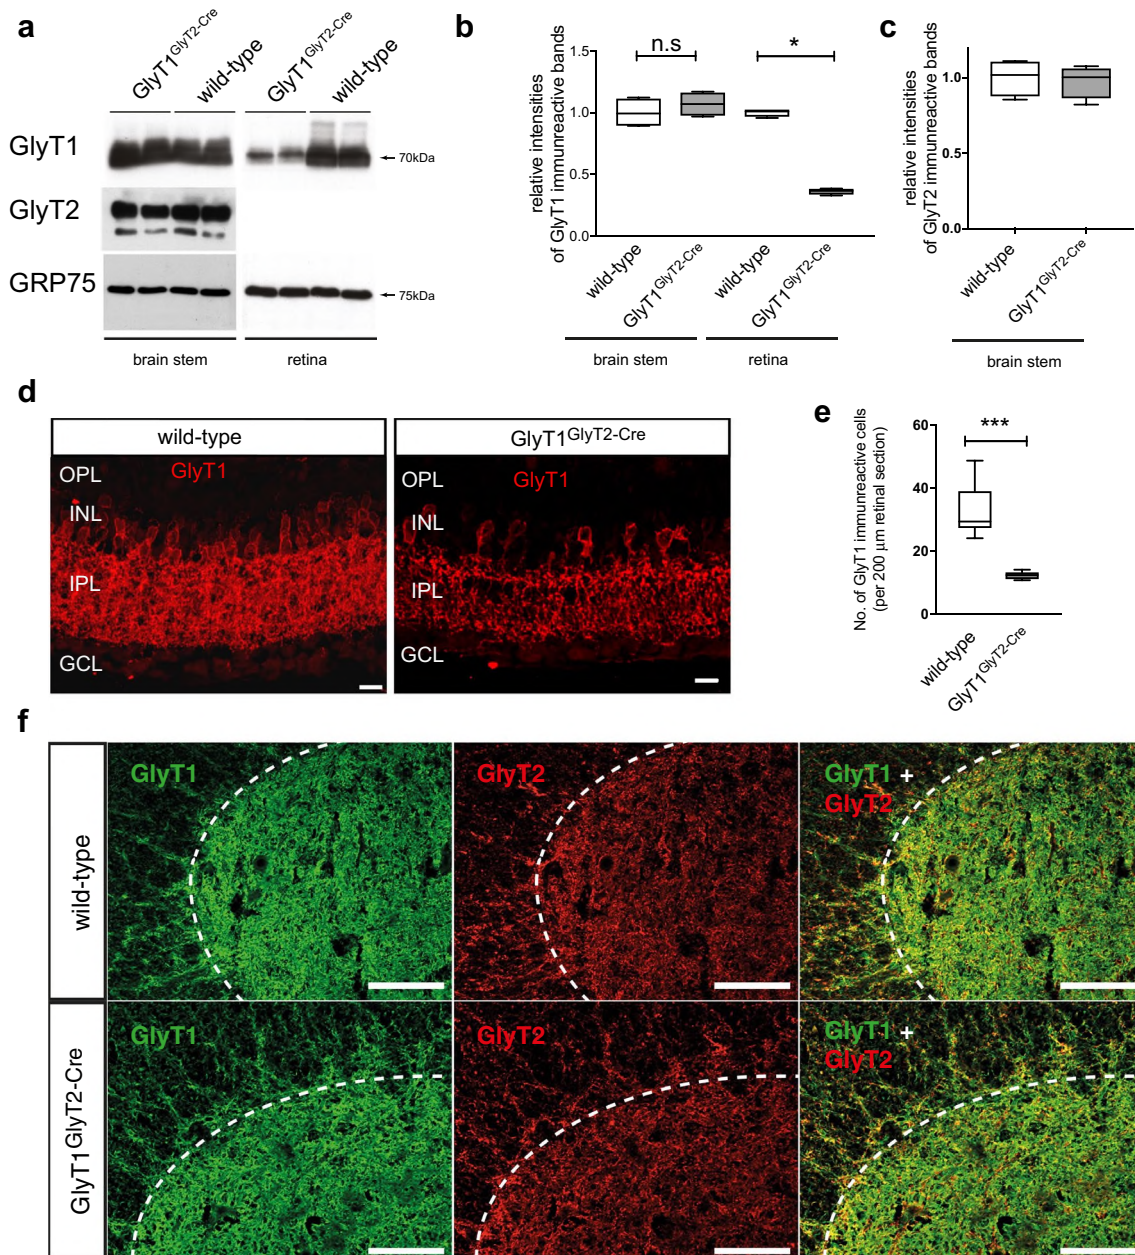 a
GlyT1GlyT2-Cre
wild-type
GlyT1GlyT2-Cre
wild-type
GlyT1
70kDa
GlyT2
GRP75
75kDa
brain stem
retina
b
relative intensities
of GlyT1 immunreactive bands
1.5
1.0
0.5
0.0
n.s
*
wild-type
GlyT1GlyT2-Cre
wild-type
GlyT1GlyT2-Cre
brain stem
retina
c
relative intensities
of GlyT2 immunreactive bands
1.0
0.5
0.0
wild-type
GlyT1GlyT2-Cre
brain stem
d
wild-type
OPL
GlyT1
INL
IPL
GCL
GlyT1GlyT2-Cre
OPL
GlyT1
INL
IPL
GCL
e
No. of GlyT1 immunreactive cells
(per 200 µm retinal section)
60
40
20
0
***
wild-type
GlyT1GlyT2-Cre
f
wild-type
GlyT1
GlyT2
GlyT1 +
GlyT2
GlyT1GlyT2-Cre
GlyT1
GlyT2
GlyT1 +
GlyT2